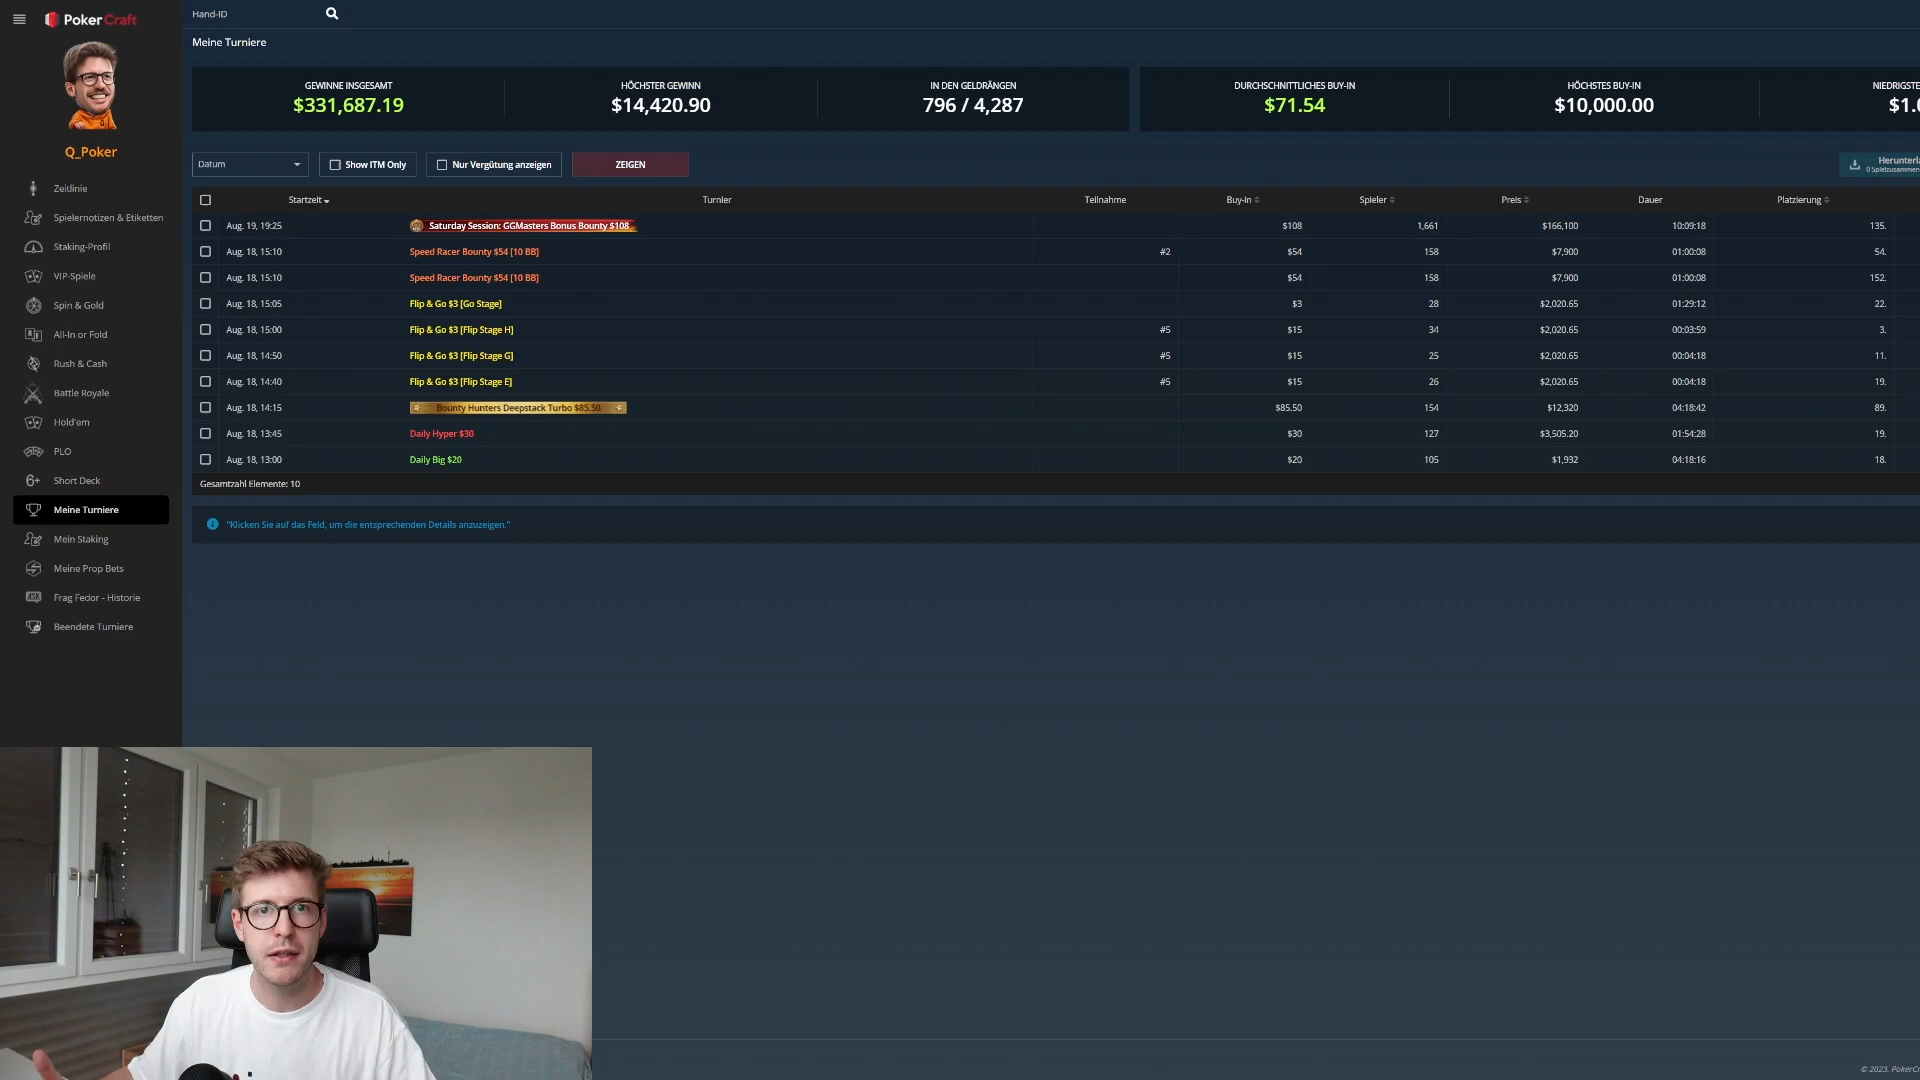 PokerCraft
Q_Poker
Zeitlinie
Spielernotizen & Etiketten
Staking-Profil
VIP-Spiele
Spin & Gold
All-In or Fold
Rush & Cash
Battle Royale
Hold'em
PLO
6+ Short Deck
Meine Turniere
Mein Staking
Meine Prop Bets
ASK Frag Fedor - Historie
Beendete Turniere
Hand-ID
Meine Turniere
GEWINNE INSGESAMT HÖCHSTER GEWINN IN DEN GELDRÄNGEN DURCHSCHNITTLICHES BUY-IN HÖCHSTES BUY-IN NIEDRIGSTE
$331,687.19 $14,420.90 796 / 4,287 $71.54 $10,000.00 $1.0
Datum Show ITM Only Nur Vergütung anzeigen ZEIGEN Herunterla
0 Spielzusammen
Startzeit Turnier Teilnahme Buy-In Spieler Preis Dauer Platzierung
Aug. 19, 19:25 Saturday Session: GGMasters Bonus Bounty $108 $108 1,661 $166,100 10:09:18 135.
Aug. 18, 15:10 Speed Racer Bounty $54 [10 BB] #2 $54 158 $7,900 01:00:08 54.
Aug. 18, 15:10 Speed Racer Bounty $54 [10 BB] $54 158 $7,900 01:00:08 152.
Aug. 18, 15:05 Flip & Go $3 [Go Stage] $3 28 $2,020.65 01:29:12 22.
Aug. 18, 15:00 Flip & Go $3 [Flip Stage H] #5 $15 34 $2,020.65 00:03:59 3.
Aug. 18, 14:50 Flip & Go $3 [Flip Stage G] #5 $15 25 $2,020.65 00:04:18 11.
Aug. 18, 14:40 Flip & Go $3 [Flip Stage E] #5 $15 26 $2,020.65 00:04:18 19.
Aug. 18, 14:15 Bounty Hunters Deepstack Turbo $85.50 $85.50 154 $12,320 04:18:42 89.
Aug. 18, 13:45 Daily Hyper $30 $30 127 $3,505.20 01:54:28 19.
Aug. 18, 13:00 Daily Big $20 $20 105 $1,932 04:18:16 18.
Gesamtzahl Elemente: 10
"Klicken Sie auf das Feld, um die entsprechenden Details anzuzeigen."
© 2023. PokerCr